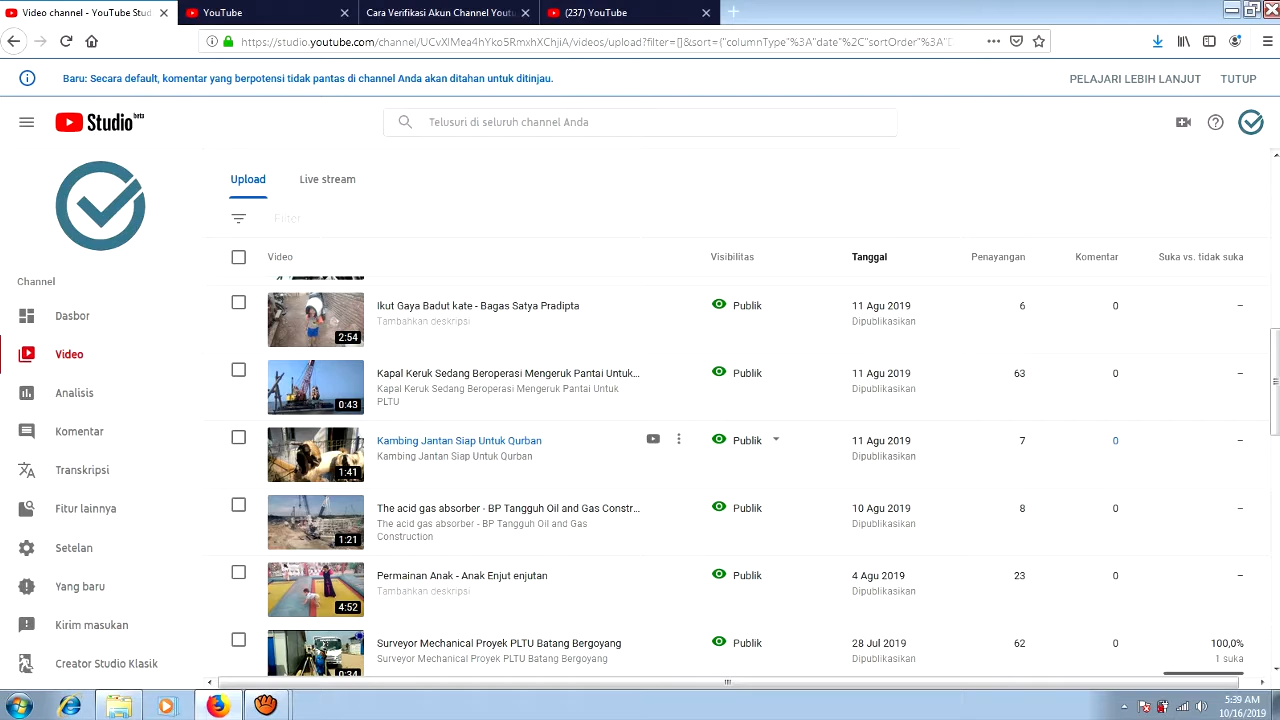 Video channel - YouTube Stud
YouTube
Cara Verifikasi Akun Channel Youtu
(237) YouTube
https://studio.youtube.com/channel/UCvXlMea4hYko5RmxhXChjiA/videos/upload?filter=[]&sort={"columnType"%3A"date"%2C"sortOrder"%3A"D
Baru: Secara default, komentar yang berpotensi tidak pantas di channel Anda akan ditahan untuk ditinjau.
PELAJARI LEBIH LANJUT
TUTUP
Studio beta
Telusuri di seluruh channel Anda
Upload
Live stream
Filter
Video
Visibilitas
Tanggal
Penayangan
Komentar
Suka vs. tidak suka
Channel
Dasbor
Video
Analisis
Komentar
Transkripsi
Fitur lainnya
Setelan
Yang baru
Kirim masukan
Creator Studio Klasik
2:54
Ikut Gaya Badut kate - Bagas Satya Pradipta
Tambahkan deskripsi
Publik
11 Agu 2019
Dipublikasikan
6
0
–
0:43
Kapal Keruk Sedang Beroperasi Mengeruk Pantai Untuk...
Kapal Keruk Sedang Beroperasi Mengeruk Pantai Untuk
PLTU
Publik
11 Agu 2019
Dipublikasikan
63
0
–
1:41
Kambing Jantan Siap Untuk Qurban
Kambing Jantan Siap Untuk Qurban
Publik
11 Agu 2019
Dipublikasikan
7
0
–
1:21
The acid gas absorber - BP Tangguh Oil and Gas Constr...
The acid gas absorber - BP Tangguh Oil and Gas
Construction
Publik
10 Agu 2019
Dipublikasikan
8
0
–
4:52
Permainan Anak - Anak Enjut enjutan
Tambahkan deskripsi
Publik
4 Agu 2019
Dipublikasikan
23
0
–
0:34
Surveyor Mechanical Proyek PLTU Batang Bergoyang
Surveyor Mechanical Proyek PLTU Batang Bergoyang
Publik
28 Jul 2019
Dipublikasikan
62
0
100,0%
1 suka
5:39 AM
10/16/2019